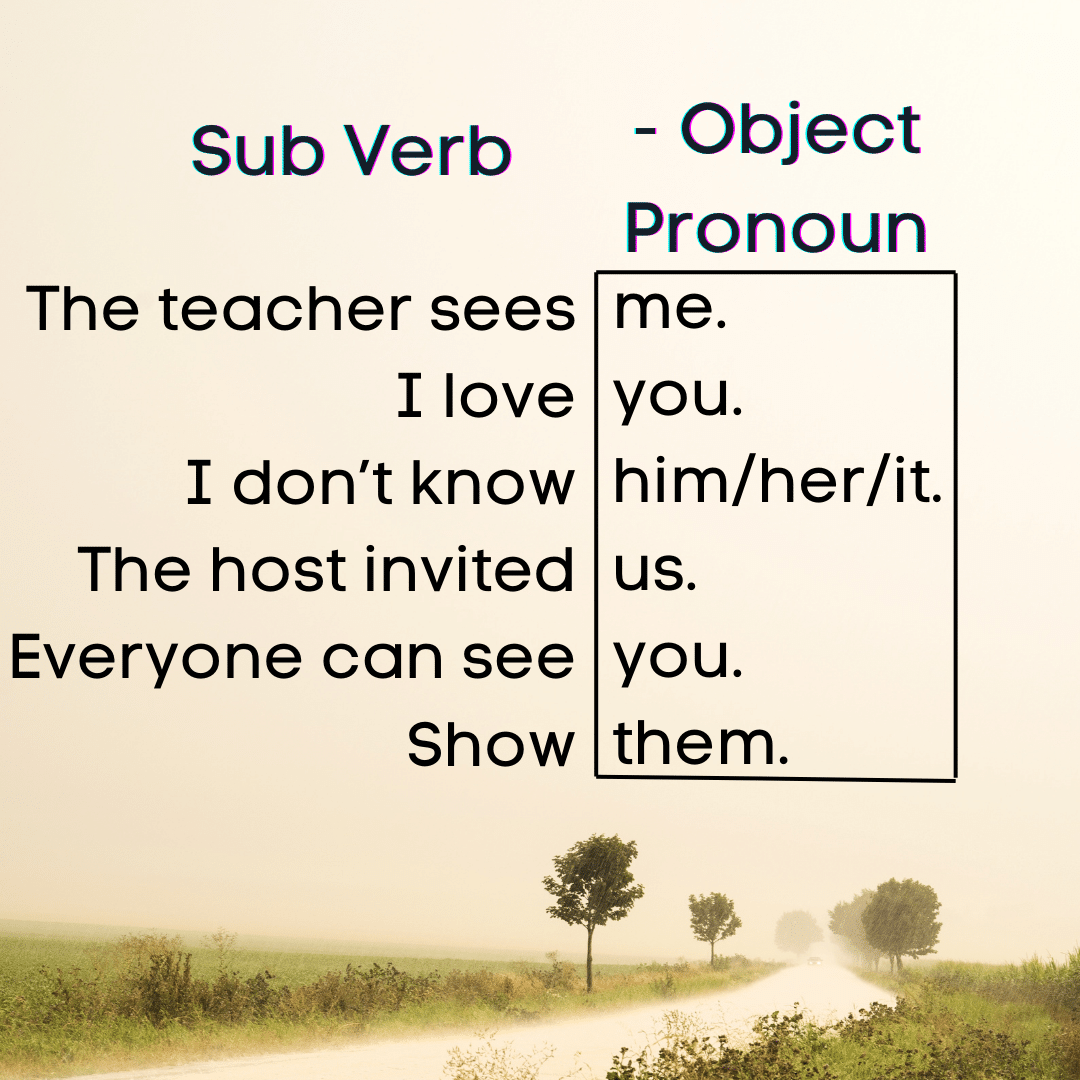 Sub Verb
- Object
Pronoun
The teacher sees me.
I love you.
I don’t know him/her/it.
The host invited us.
Everyone can see you.
Show them.